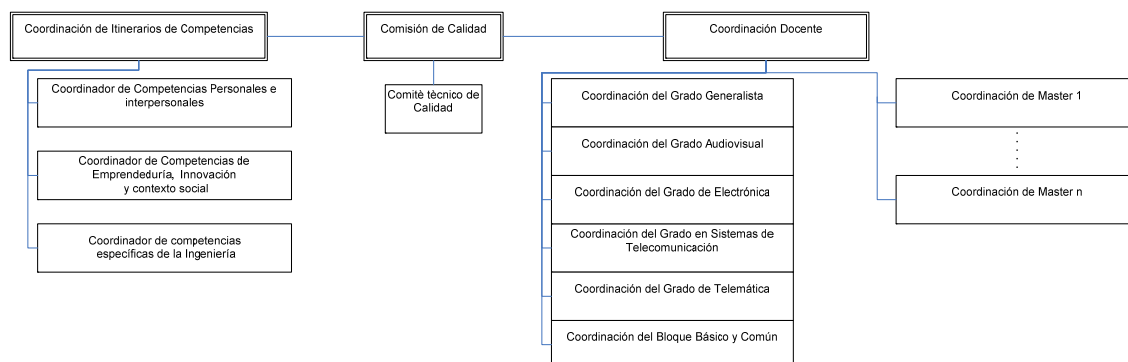 Coordinación de Itinerarios de Competencias
Comisión de Calidad
Coordinación Docente
Coordinador de Competencias Personales e
interpersonales
Coordinador de Competencias de
Emprendeduría, Innovación
y contexto social
Coordinador de competencias
específicas de la Ingeniería
Comitè tècnico de
Calidad
Coordinación del Grado Generalista
Coordinación del Grado Audiovisual
Coordinación del Grado de Electrónica
Coordinación del Grado en Sistemas de
Telecomunicación
Coordinación del Grado de Telemática
Coordinación del Bloque Básico y Común
Coordinación de Master 1
Coordinación de Master n